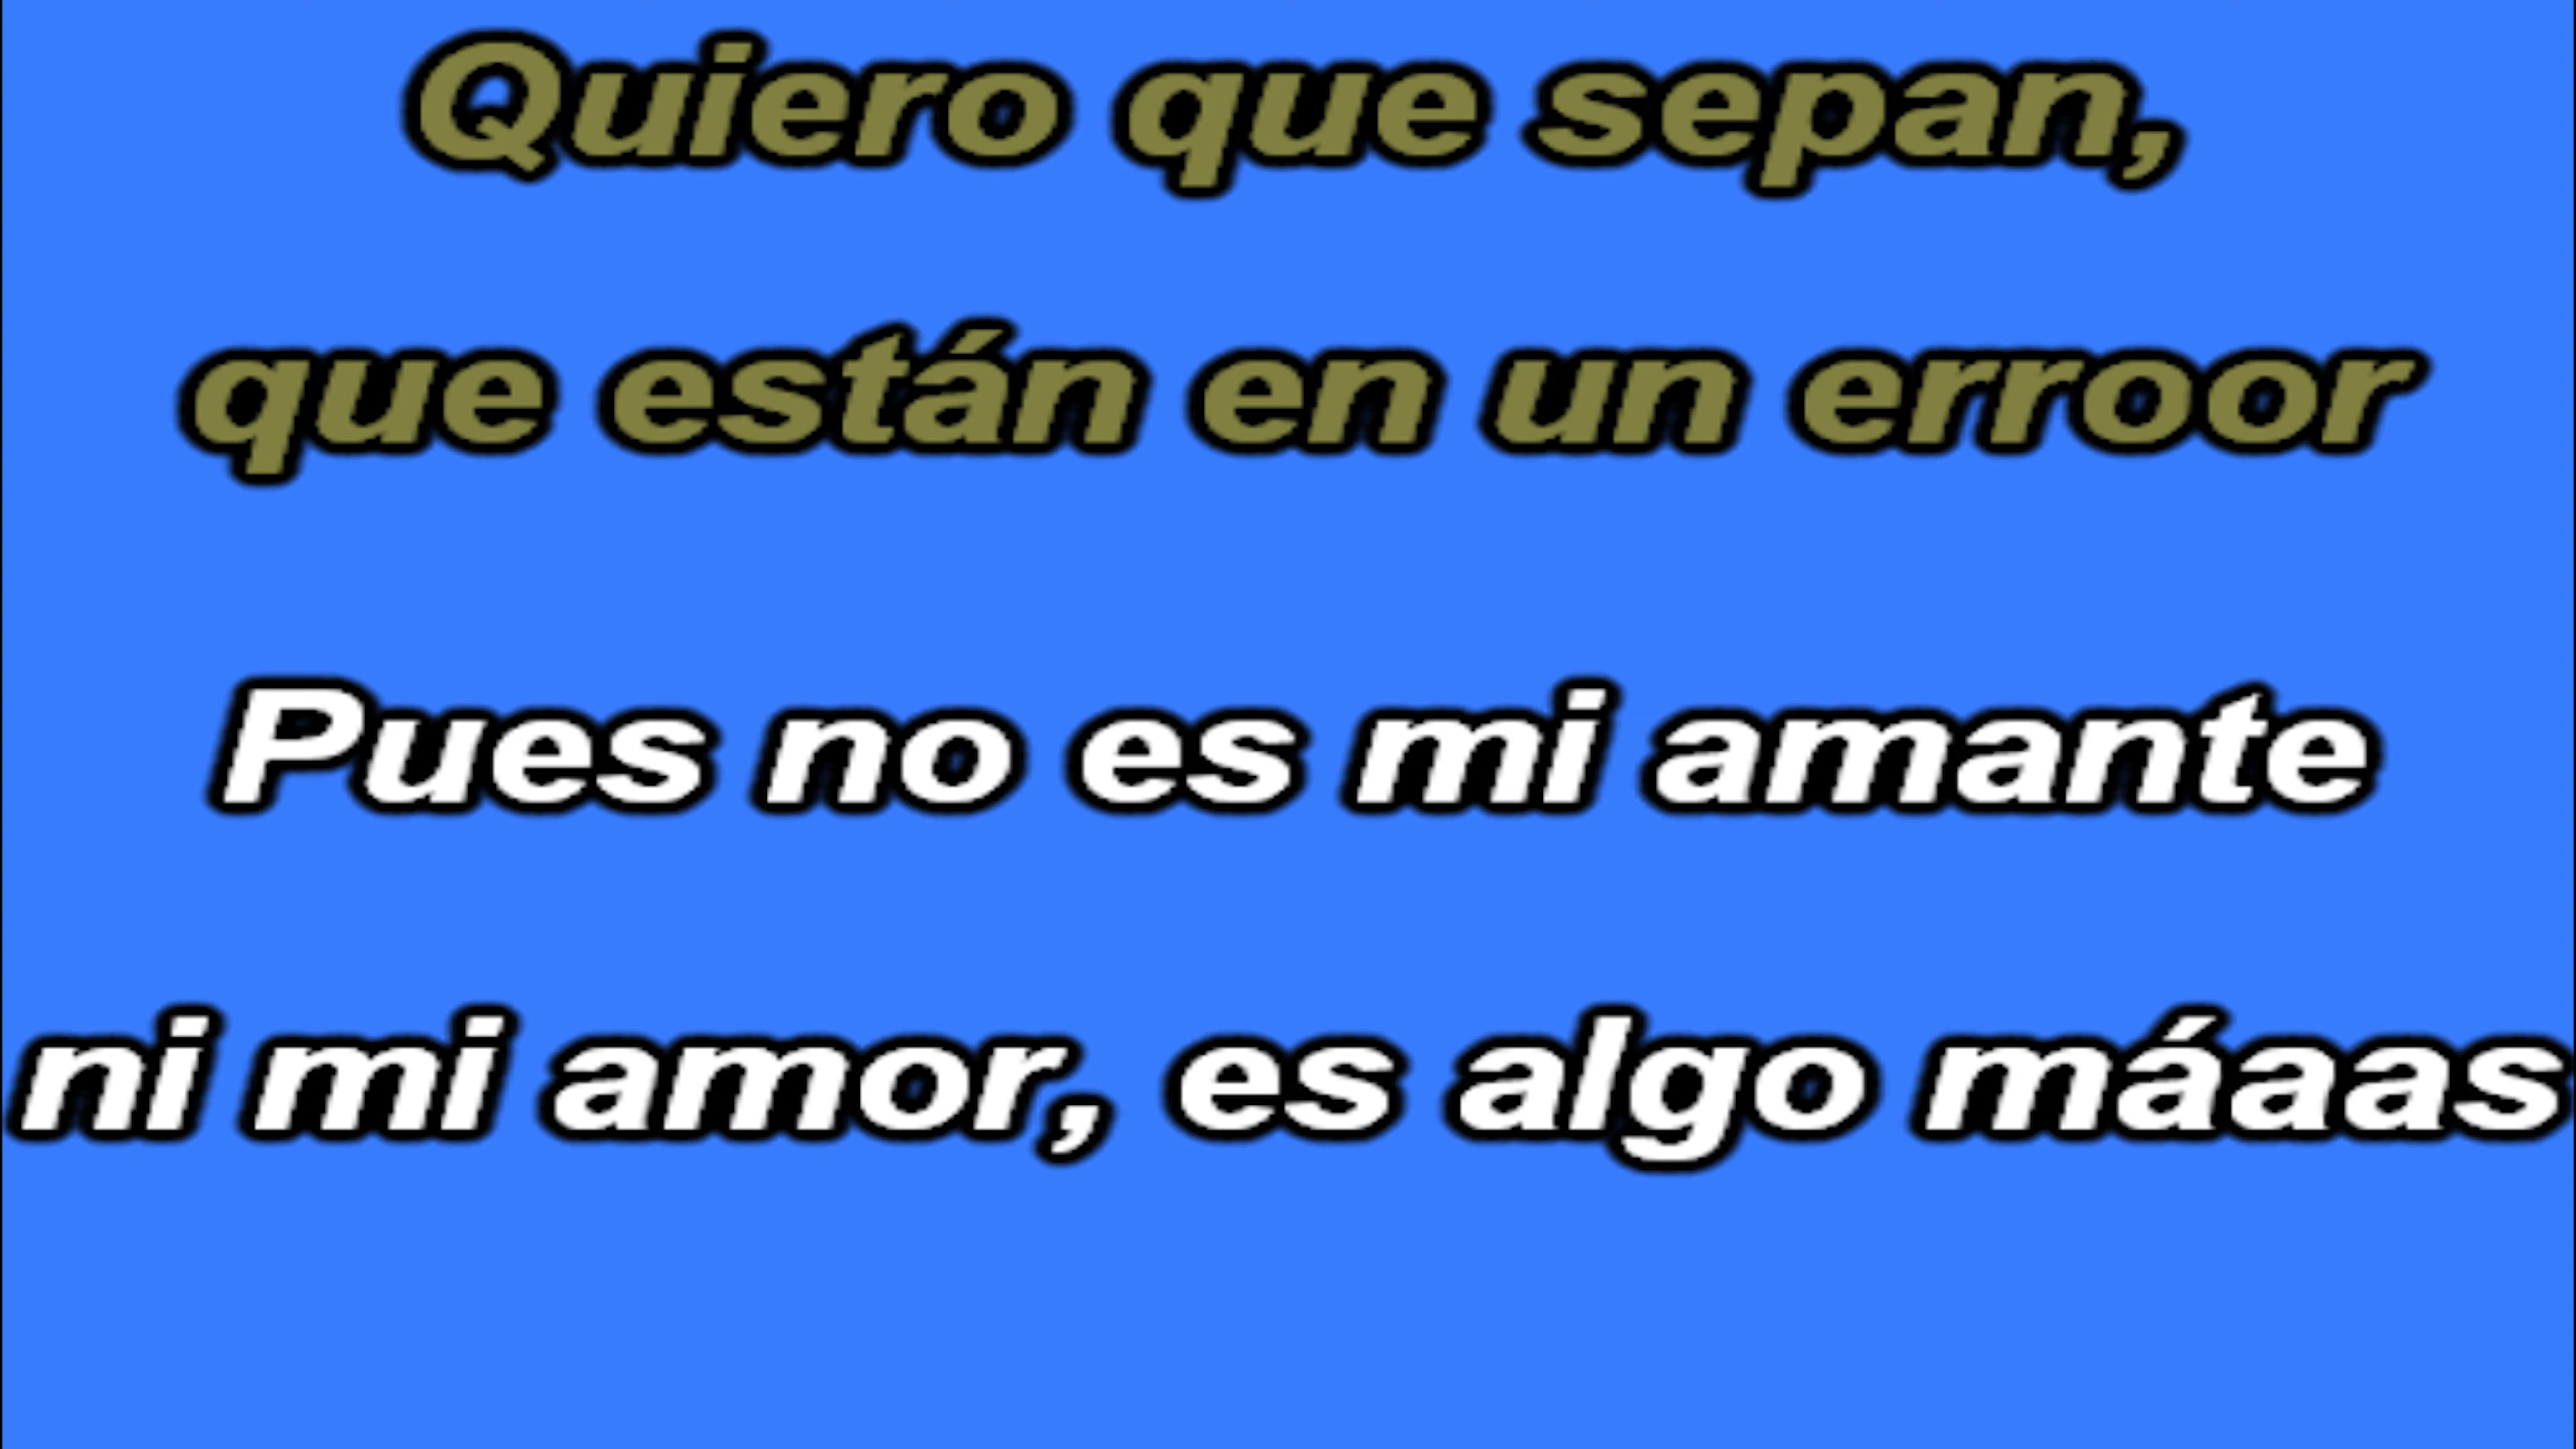 Quiero que sepan,
que están en un erroor
Pues no es mi amante
ni mi amor, es algo máaas